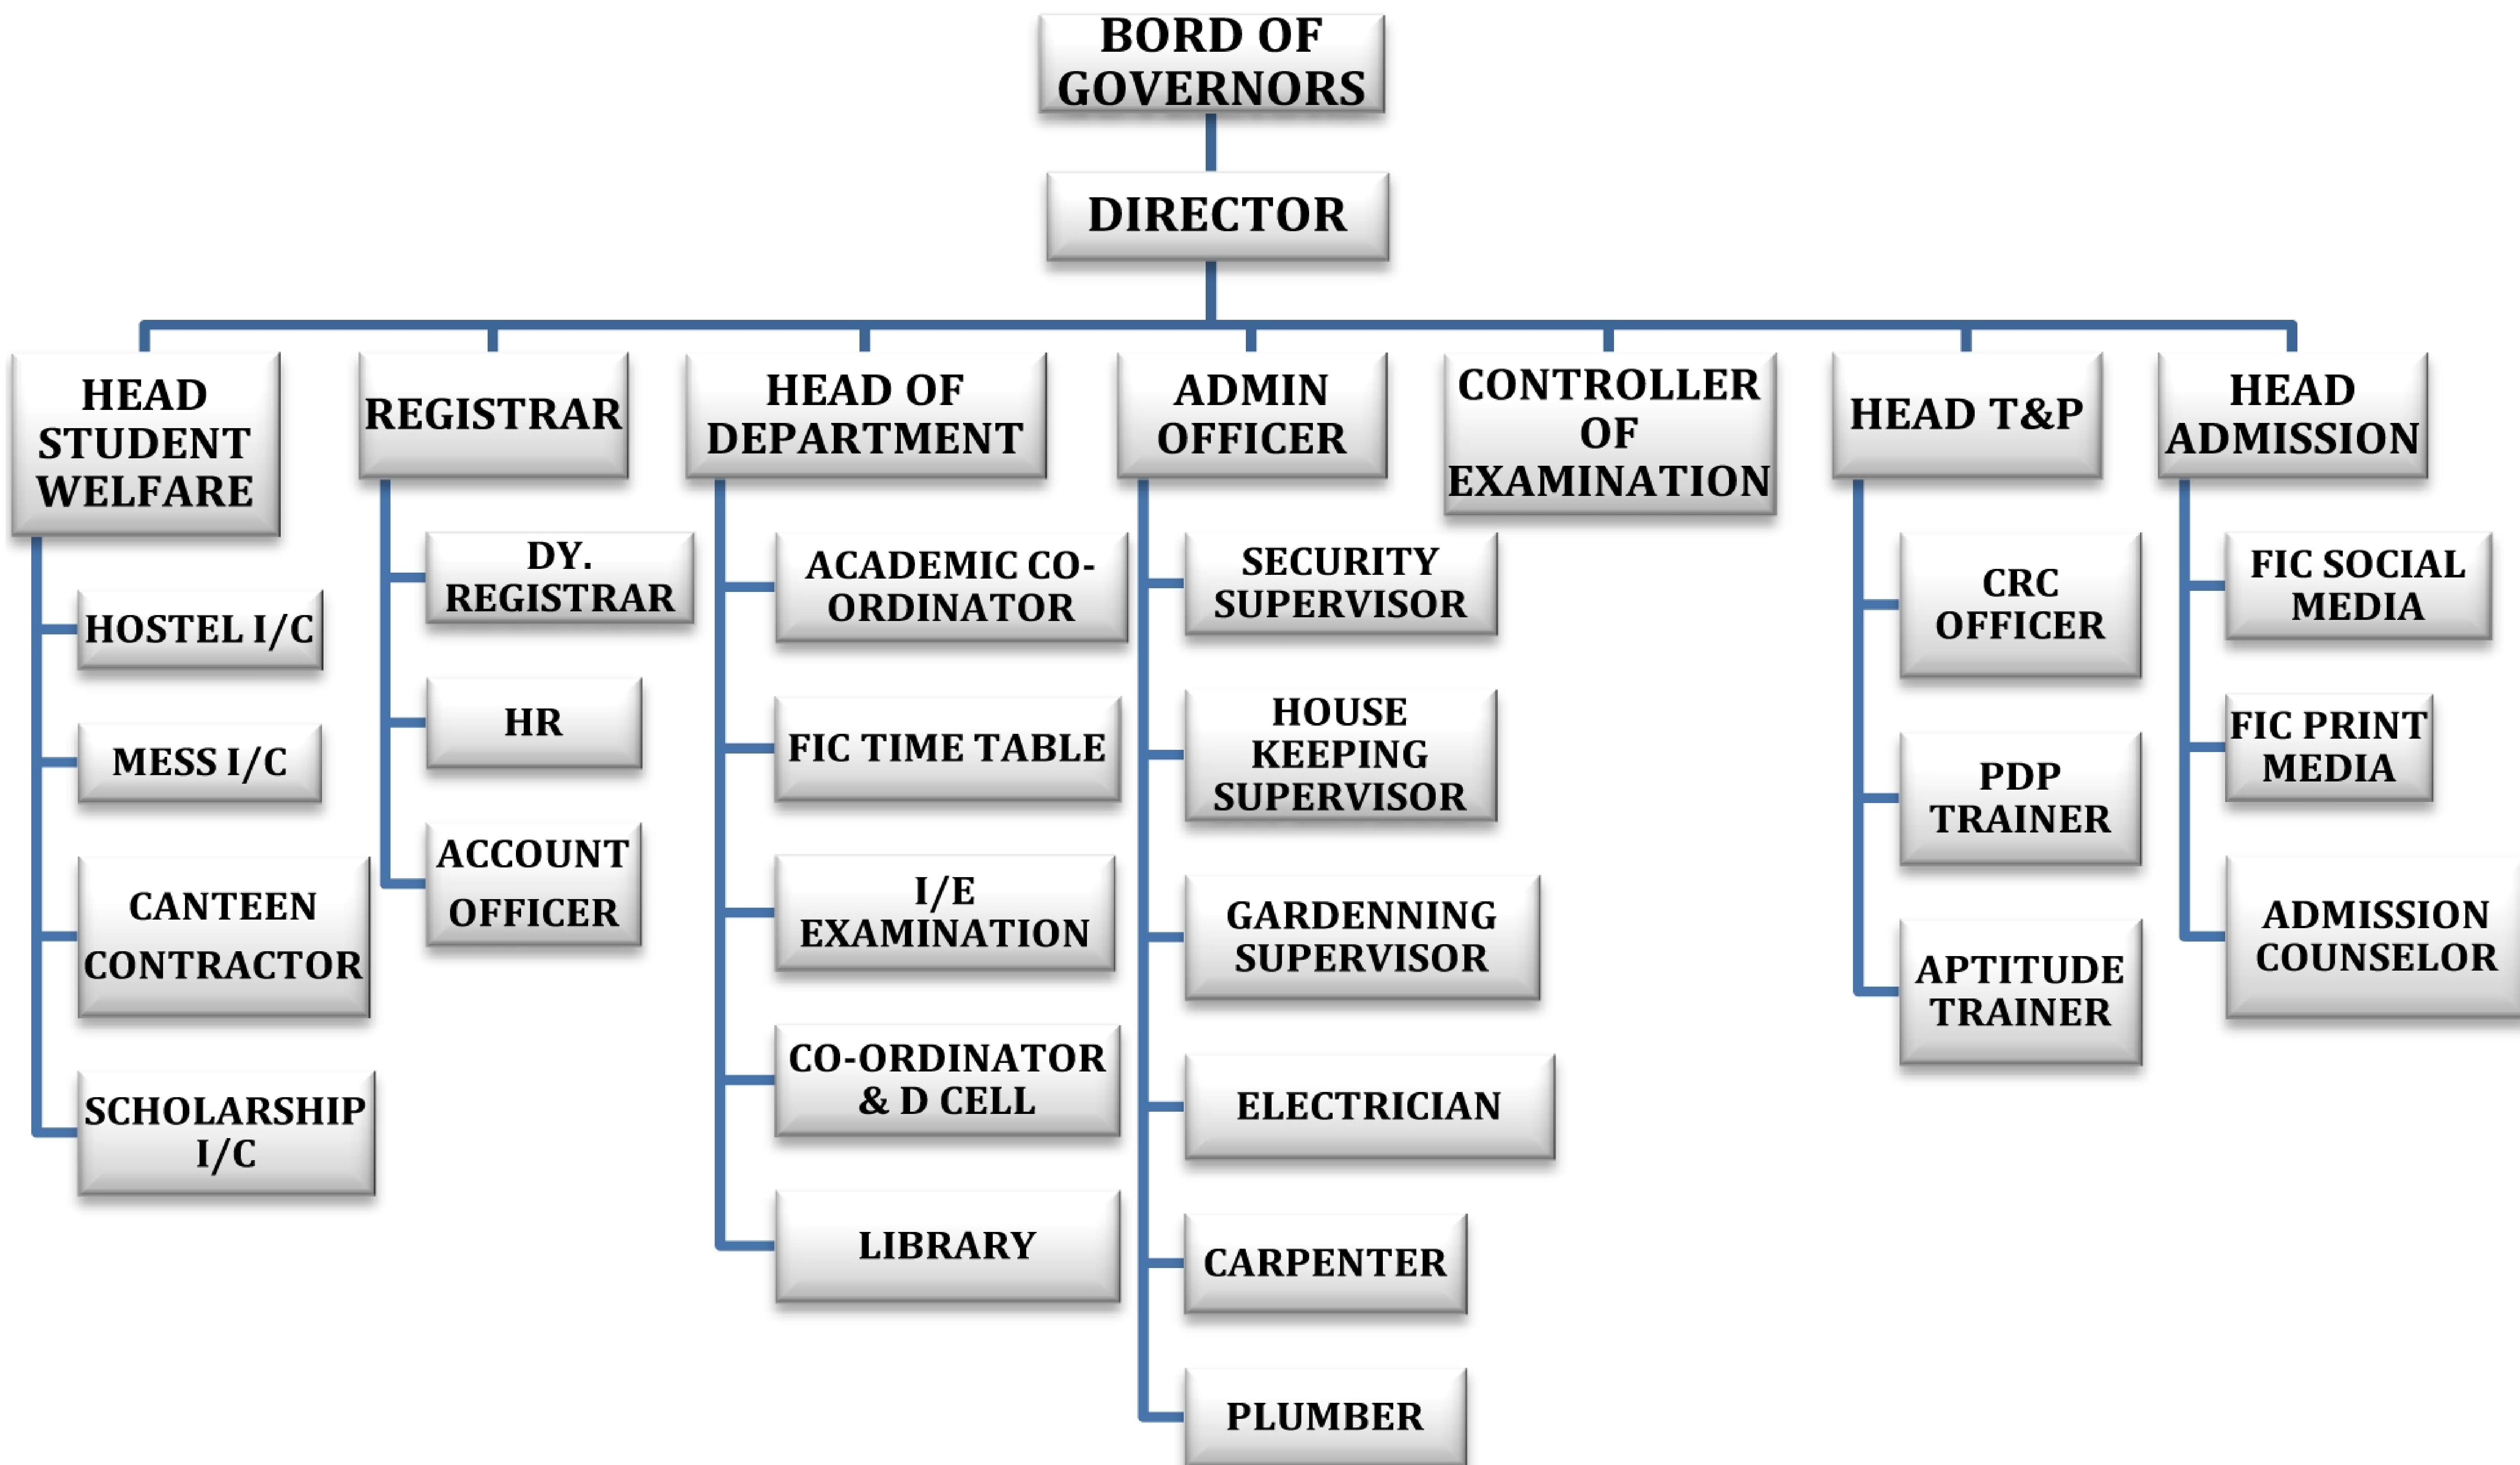 BORD OF
GOVERNORS
DIRECTOR
HEAD
STUDENT
WELFARE
HOSTEL I/C
MESS I/C
CANTEEN
CONTRACTOR
SCHOLARSHIP
I/C
REGISTRAR
DY.
REGISTRAR
HR
ACCOUNT
OFFICER
HEAD OF
DEPARTMENT
ACADEMIC CO-
ORDINATOR
FIC TIME TABLE
I/E
EXAMINATION
CO-ORDINATOR
& D CELL
LIBRARY
ADMIN
OFFICER
SECURITY
SUPERVISOR
HOUSE
KEEPING
SUPERVISOR
GARDENNING
SUPERVISOR
ELECTRICIAN
CARPENTER
PLUMBER
CONTROLLER
OF
EXAMINATION
HEAD T&P
CRC
OFFICER
PDP
TRAINER
APTITUDE
TRAINER
HEAD
ADMISSION
FIC SOCIAL
MEDIA
FIC PRINT
MEDIA
ADMISSION
COUNSELOR